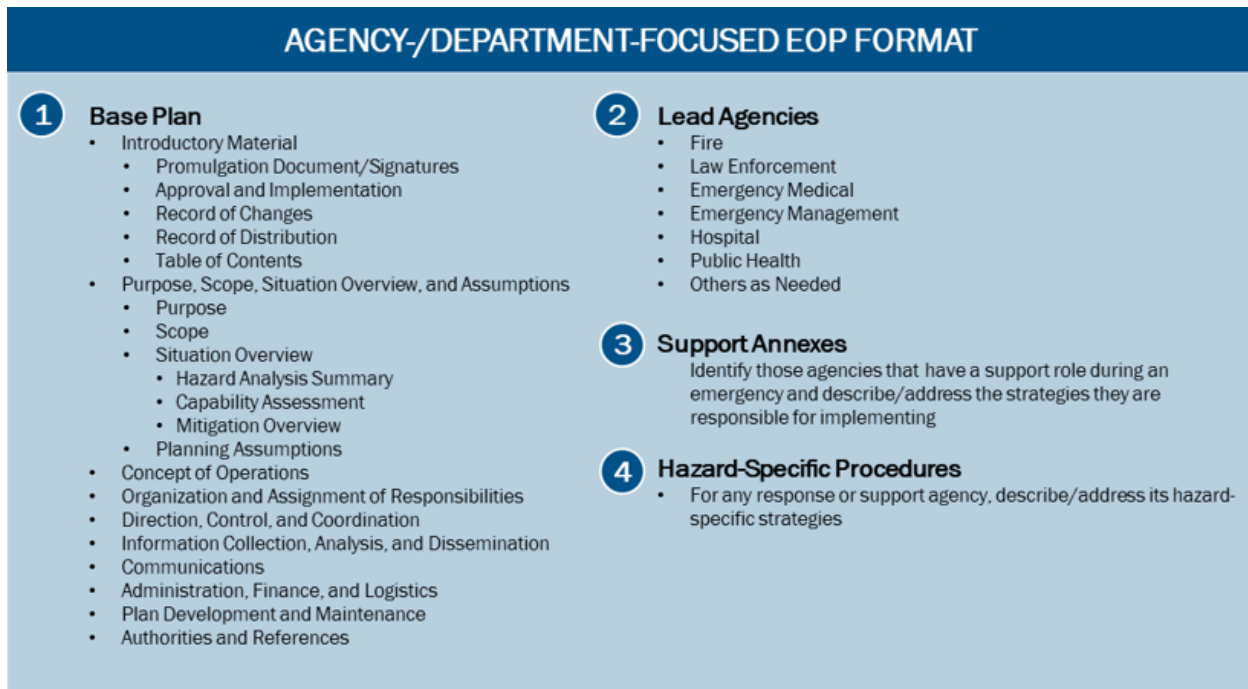 AGENCY-/DEPARTMENT-FOCUSED EOP FORMAT
1
Base Plan
• Introductory Material
• Promulgation Document/Signatures
• Approval and Implementation
• Record of Changes
• Record of Distribution
• Table of Contents
• Purpose, Scope, Situation Overview, and Assumptions
• Purpose
• Scope
• Situation Overview
• Hazard Analysis Summary
• Capability Assessment
• Mitigation Overview
• Planning Assumptions
• Concept of Operations
• Organization and Assignment of Responsibilities
• Direction, Control, and Coordination
• Information Collection, Analysis, and Dissemination
• Communications
• Administration, Finance, and Logistics
• Plan Development and Maintenance
• Authorities and References
2
Lead Agencies
• Fire
• Law Enforcement
• Emergency Medical
• Emergency Management
• Hospital
• Public Health
• Others as Needed
3
Support Annexes
Identify those agencies that have a support role during an
emergency and describe/address the strategies they are
responsible for implementing
4
Hazard-Specific Procedures
• For any response or support agency, describe/address its hazard-
specific strategies